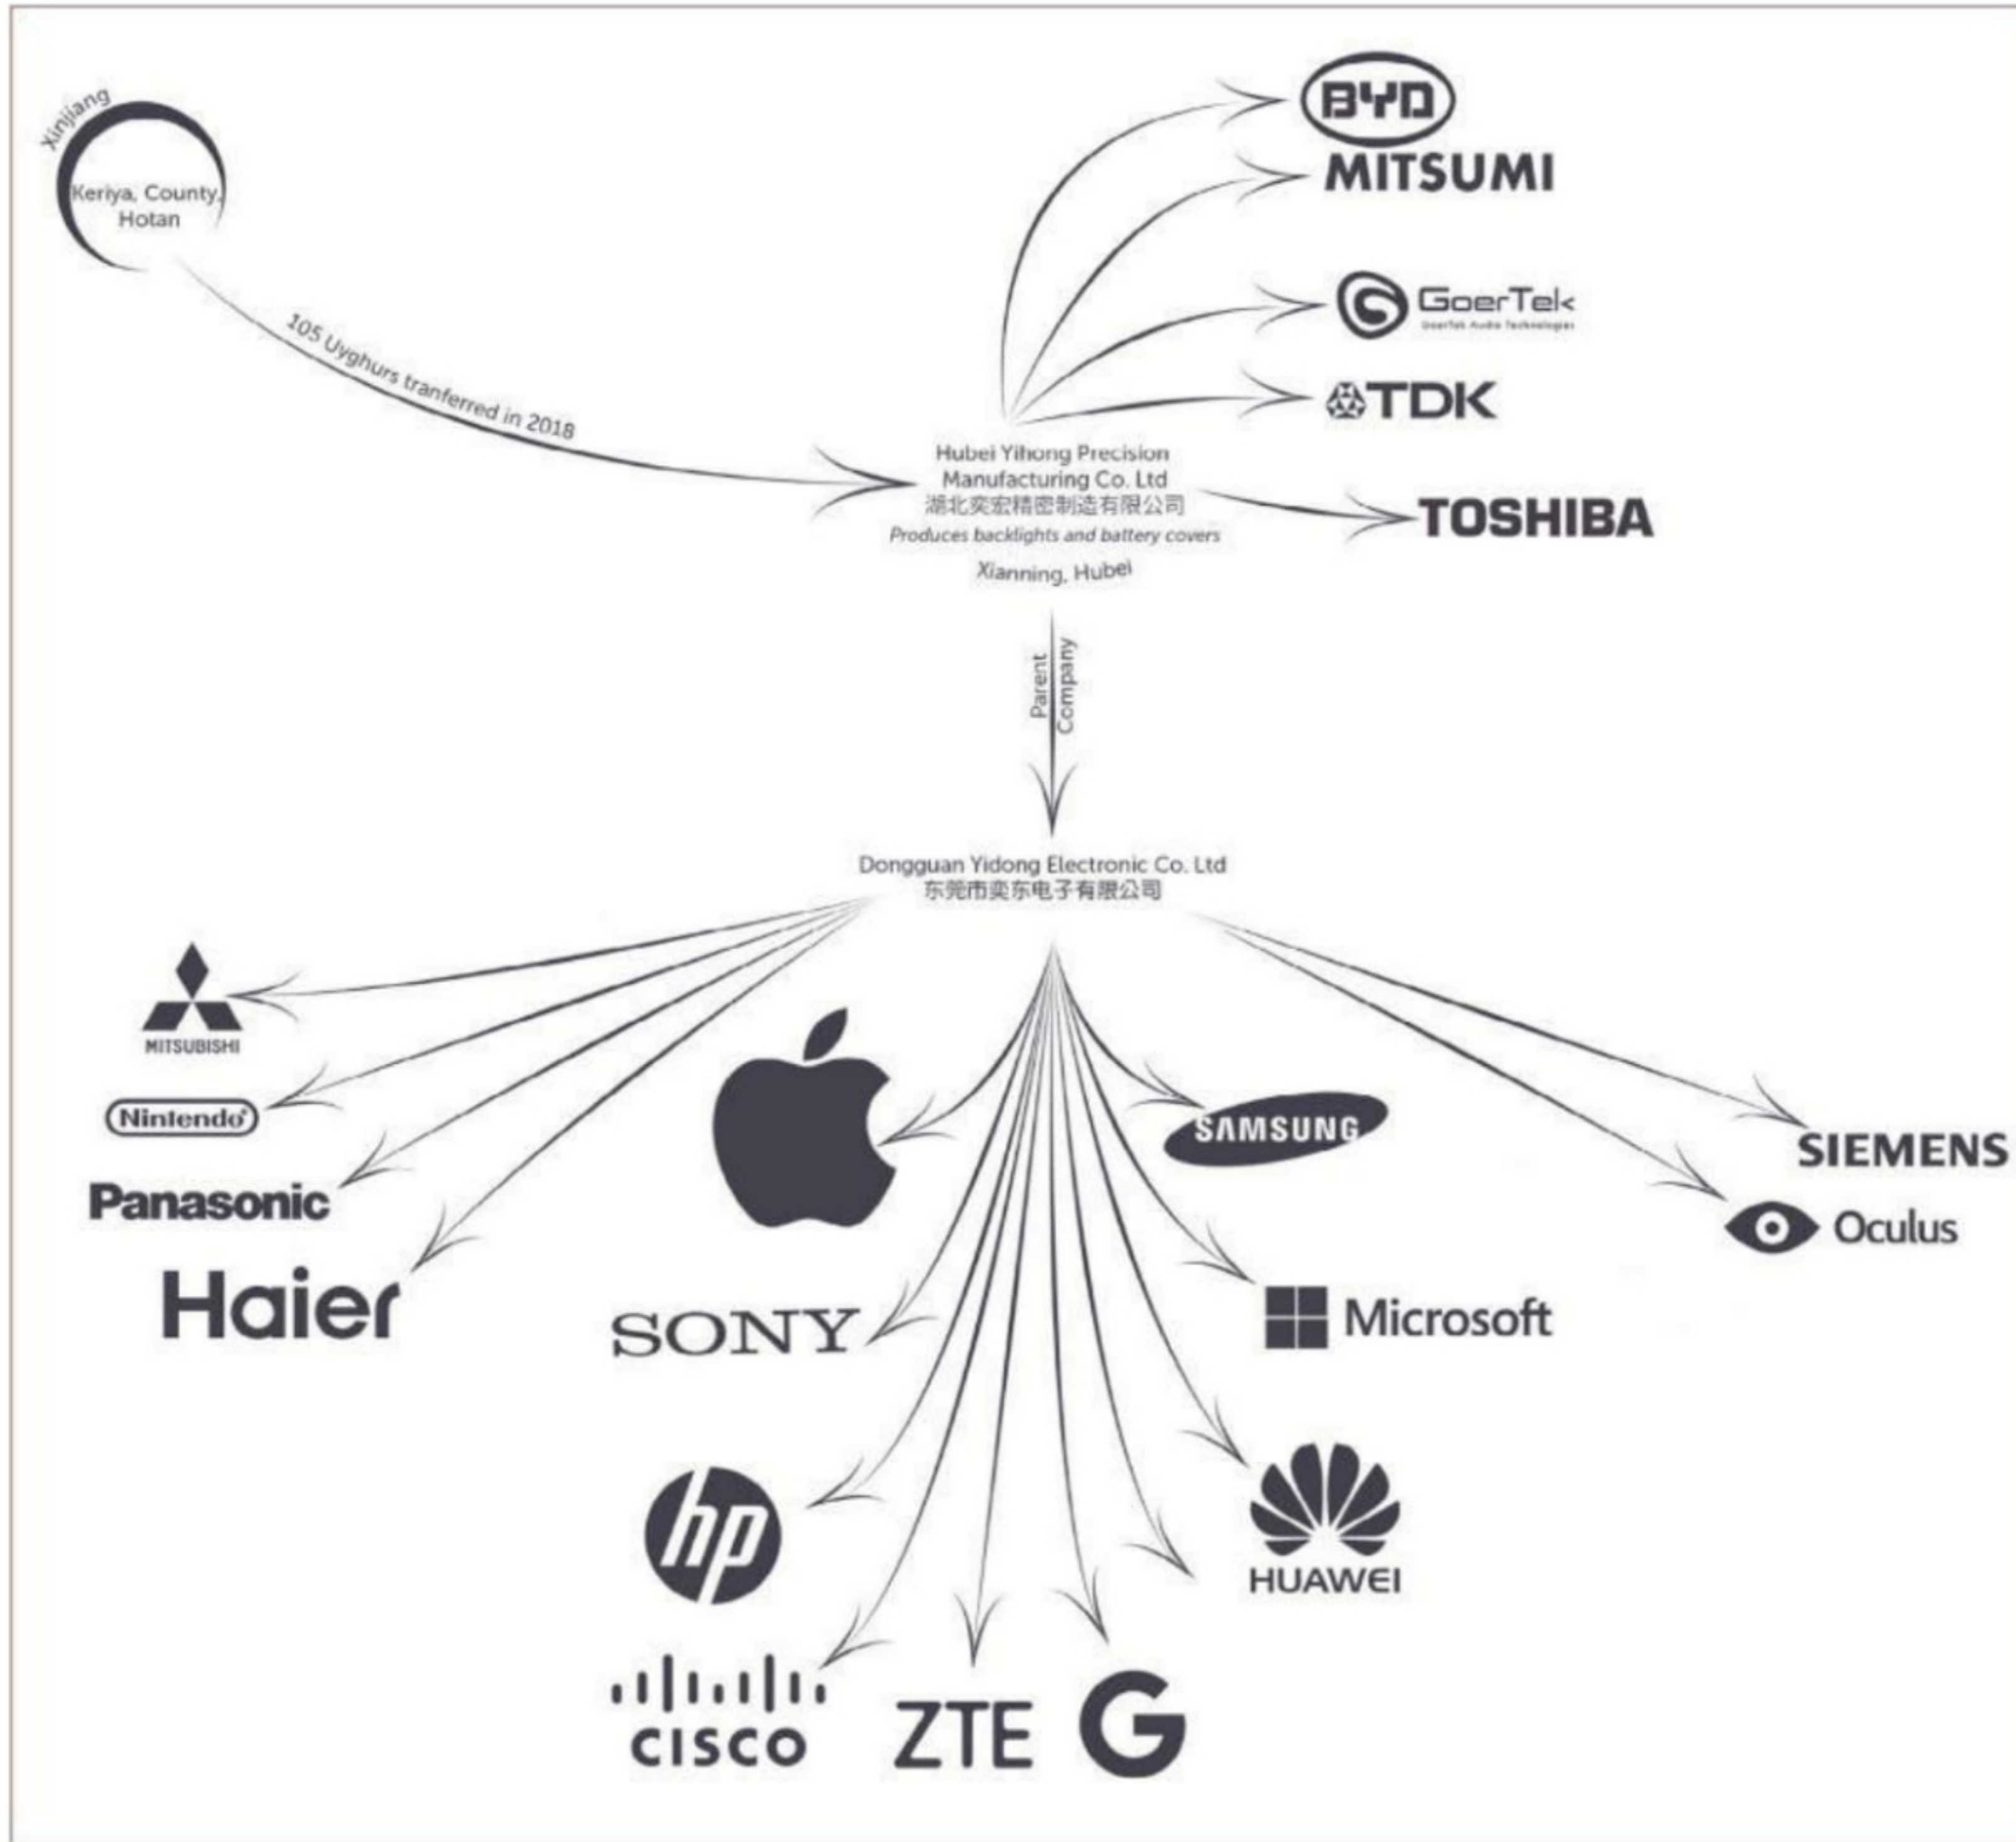 Xinjiang
Keriya, County,
Hotan
105 Uyghurs tranferred in 2018
BYD
MITSUMI
GoerTek
GoerTek Audio Technologies
TDK
Hubei Yihong Precision
Manufacturing Co. Ltd
湖北奕宏精密制造有限公司
Produces backlights and battery covers
Xianning, Hubei
TOSHIBA
Parent
Company
Dongguan Yidong Electronic Co. Ltd
东莞市奕东电子有限公司
MITSUBISHI
Nintendo
Panasonic
Haier
SAMSUNG
SIEMENS
Oculus
SONY
Microsoft
hp
HUAWEI
CISCO
ZTE
G